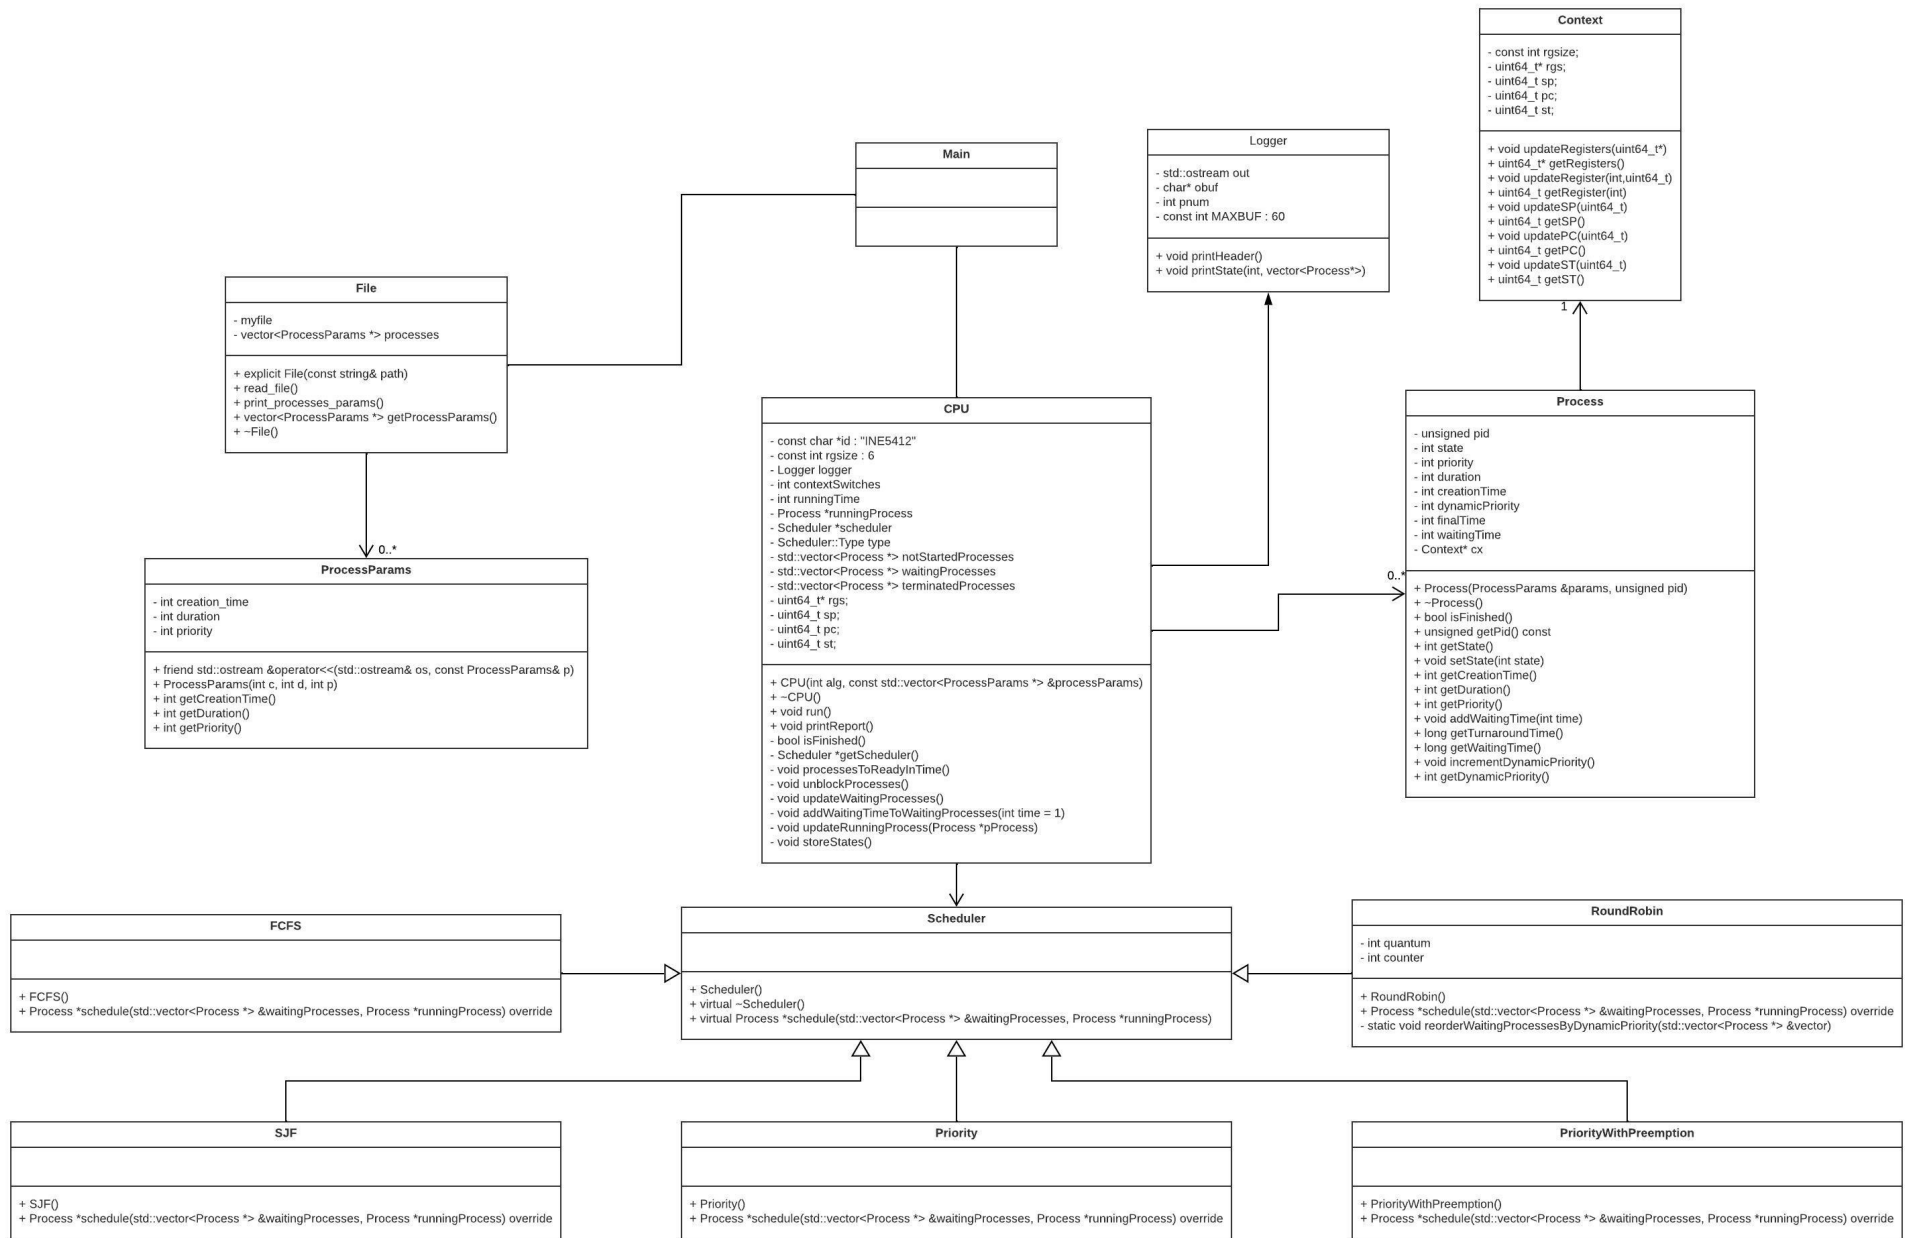 Context
- const int rgsize;
- uint64_t* rgs;
- uint64_t sp;
- uint64_t pc;
- uint64_t st;
+ void updateRegisters(uint64_t*)
+ uint64_t* getRegisters()
+ void updateRegister(int,uint64_t)
+ uint64_t getRegister(int)
+ void updateSP(uint64_t)
+ uint64_t getSP()
+ void updatePC(uint64_t)
+ uint64_t getPC()
+ void updateST(uint64_t)
+ uint64_t getST()
1
Logger
- std::ostream out
- char* obuf
- int pnum
- const int MAXBUF : 60
+ void printHeader()
+ void printState(int, vector<Process*>)
Main
File
- myfile
- vector<ProcessParams *> processes
+ explicit File(const string& path)
+ read_file()
+ print_processes_params()
+ vector<ProcessParams *> getProcessParams()
+ ~File()
0..*
ProcessParams
- int creation_time
- int duration
- int priority
+ friend std::ostream &operator<<(std::ostream& os, const ProcessParams& p)
+ ProcessParams(int c, int d, int p)
+ int getCreationTime()
+ int getDuration()
+ int getPriority()
CPU
- const char *id : "INE5412"
- const int rgsize : 6
- Logger logger
- int contextSwitches
- int runningTime
- Process *runningProcess
- Scheduler *scheduler
- Scheduler::Type type
- std::vector<Process *> notStartedProcesses
- std::vector<Process *> waitingProcesses
- std::vector<Process *> terminatedProcesses
- uint64_t* rgs;
- uint64_t sp;
- uint64_t pc;
- uint64_t st;
+ CPU(int alg, const std::vector<ProcessParams *> &processParams)
+ ~CPU()
+ void run()
+ void printReport()
- bool isFinished()
- Scheduler *getScheduler()
- void processesToReadyInTime()
- void unblockProcesses()
- void updateWaitingProcesses()
- void addWaitingTimeToWaitingProcesses(int time = 1)
- void updateRunningProcess(Process *pProcess)
- void storeStates()
0..*
Process
- unsigned pid
- int state
- int priority
- int duration
- int creationTime
- int dynamicPriority
- int finalTime
- int waitingTime
- Context* cx
+ Process(ProcessParams &params, unsigned pid)
+ ~Process()
+ bool isFinished()
+ unsigned getPid() const
+ int getState()
+ void setState(int state)
+ int getCreationTime()
+ int getDuration()
+ int getPriority()
+ void addWaitingTime(int time)
+ long getTurnaroundTime()
+ long getWaitingTime()
+ void incrementDynamicPriority()
+ int getDynamicPriority()
FCFS
+ FCFS()
+ Process *schedule(std::vector<Process *> &waitingProcesses, Process *runningProcess) override
Scheduler
+ Scheduler()
+ virtual ~Scheduler()
+ virtual Process *schedule(std::vector<Process *> &waitingProcesses, Process *runningProcess)
RoundRobin
- int quantum
- int counter
+ RoundRobin()
+ Process *schedule(std::vector<Process *> &waitingProcesses, Process *runningProcess) override
- static void reorderWaitingProcessesByDynamicPriority(std::vector<Process *> &vector)
SJF
+ SJF()
+ Process *schedule(std::vector<Process *> &waitingProcesses, Process *runningProcess) override
Priority
+ Priority()
+ Process *schedule(std::vector<Process *> &waitingProcesses, Process *runningProcess) override
PriorityWithPreemption
+ PriorityWithPreemption()
+ Process *schedule(std::vector<Process *> &waitingProcesses, Process *runningProcess) override